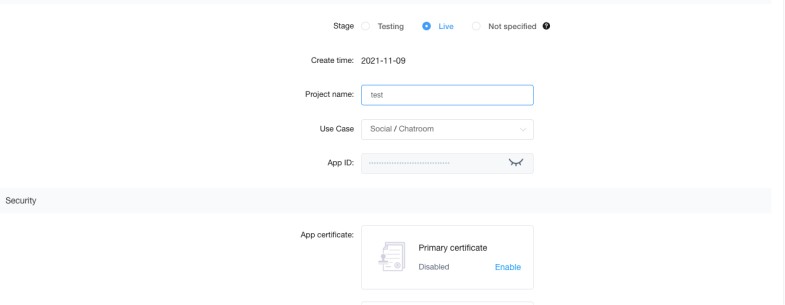 Stage Testing Live Not specified ?
Create time: 2021-11-09
Project name: test
Use Case Social / Chatroom
App ID:
Security
App certificate:
Primary certificate
Disabled Enable